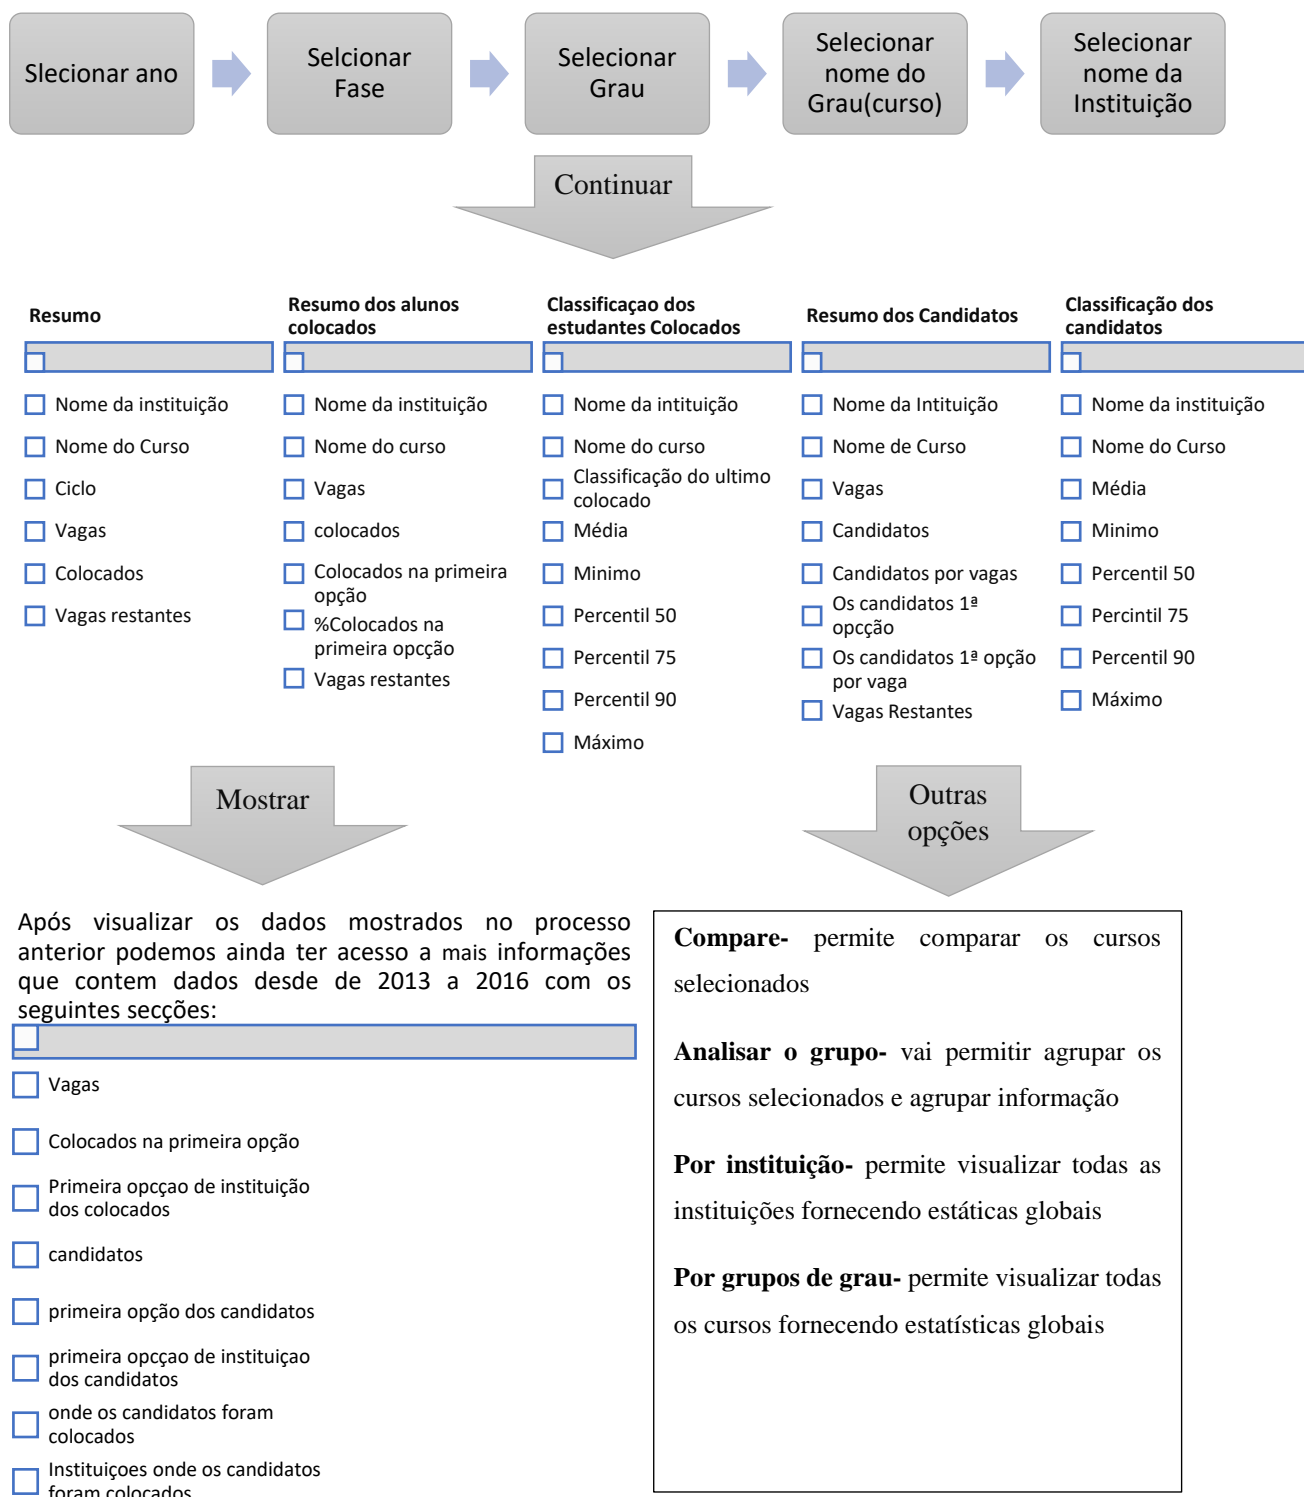 Slecionar ano
Selcionar
Fase
Selecionar
Grau
Selecionar
nome do
Grau(curso)
Selecionar
nome da
Instituição
Continuar
Resumo
Nome da instituição
Nome do Curso
Ciclo
Vagas
Colocados
Vagas restantes
Resumo dos alunos
colocados
Nome da instituição
Nome do curso
Vagas
colocados
Colocados na primeira
opção
%Colocados na
primeira opcção
Vagas restantes
Classificaçao dos
estudantes Colocados
Nome da intituição
Nome do curso
Classificação do ultimo
colocado
Média
Minimo
Percentil 50
Percentil 75
Percentil 90
Máximo
Resumo dos Candidatos
Nome da Intituição
Nome de Curso
Vagas
Candidatos
Candidatos por vagas
Os candidatos 1ª
opcção
Os candidatos 1ª opção
por vaga
Vagas Restantes
Classificação dos
candidatos
Nome da instituição
Nome do Curso
Média
Minimo
Percentil 50
Percintil 75
Percentil 90
Máximo
Mostrar
Outras
opções
Após visualizar os dados mostrados no processo
anterior podemos ainda ter acesso a mais informações
que contem dados desde de 2013 a 2016 com os
seguintes secções:
Vagas
Colocados na primeira opção
Primeira opcçao de instituição
dos colocados
candidatos
primeira opção dos candidatos
primeira opcçao de instituiçao
dos candidatos
onde os candidatos foram
colocados
Instituiçoes onde os candidatos
foram colocados
Compare- permite comparar os cursos
selecionados
Analisar o grupo- vai permitir agrupar os
cursos selecionados e agrupar informação
Por instituição- permite visualizar todas as
instituições fornecendo estáticas globais
Por grupos de grau- permite visualizar todas
os cursos fornecendo estatísticas globais